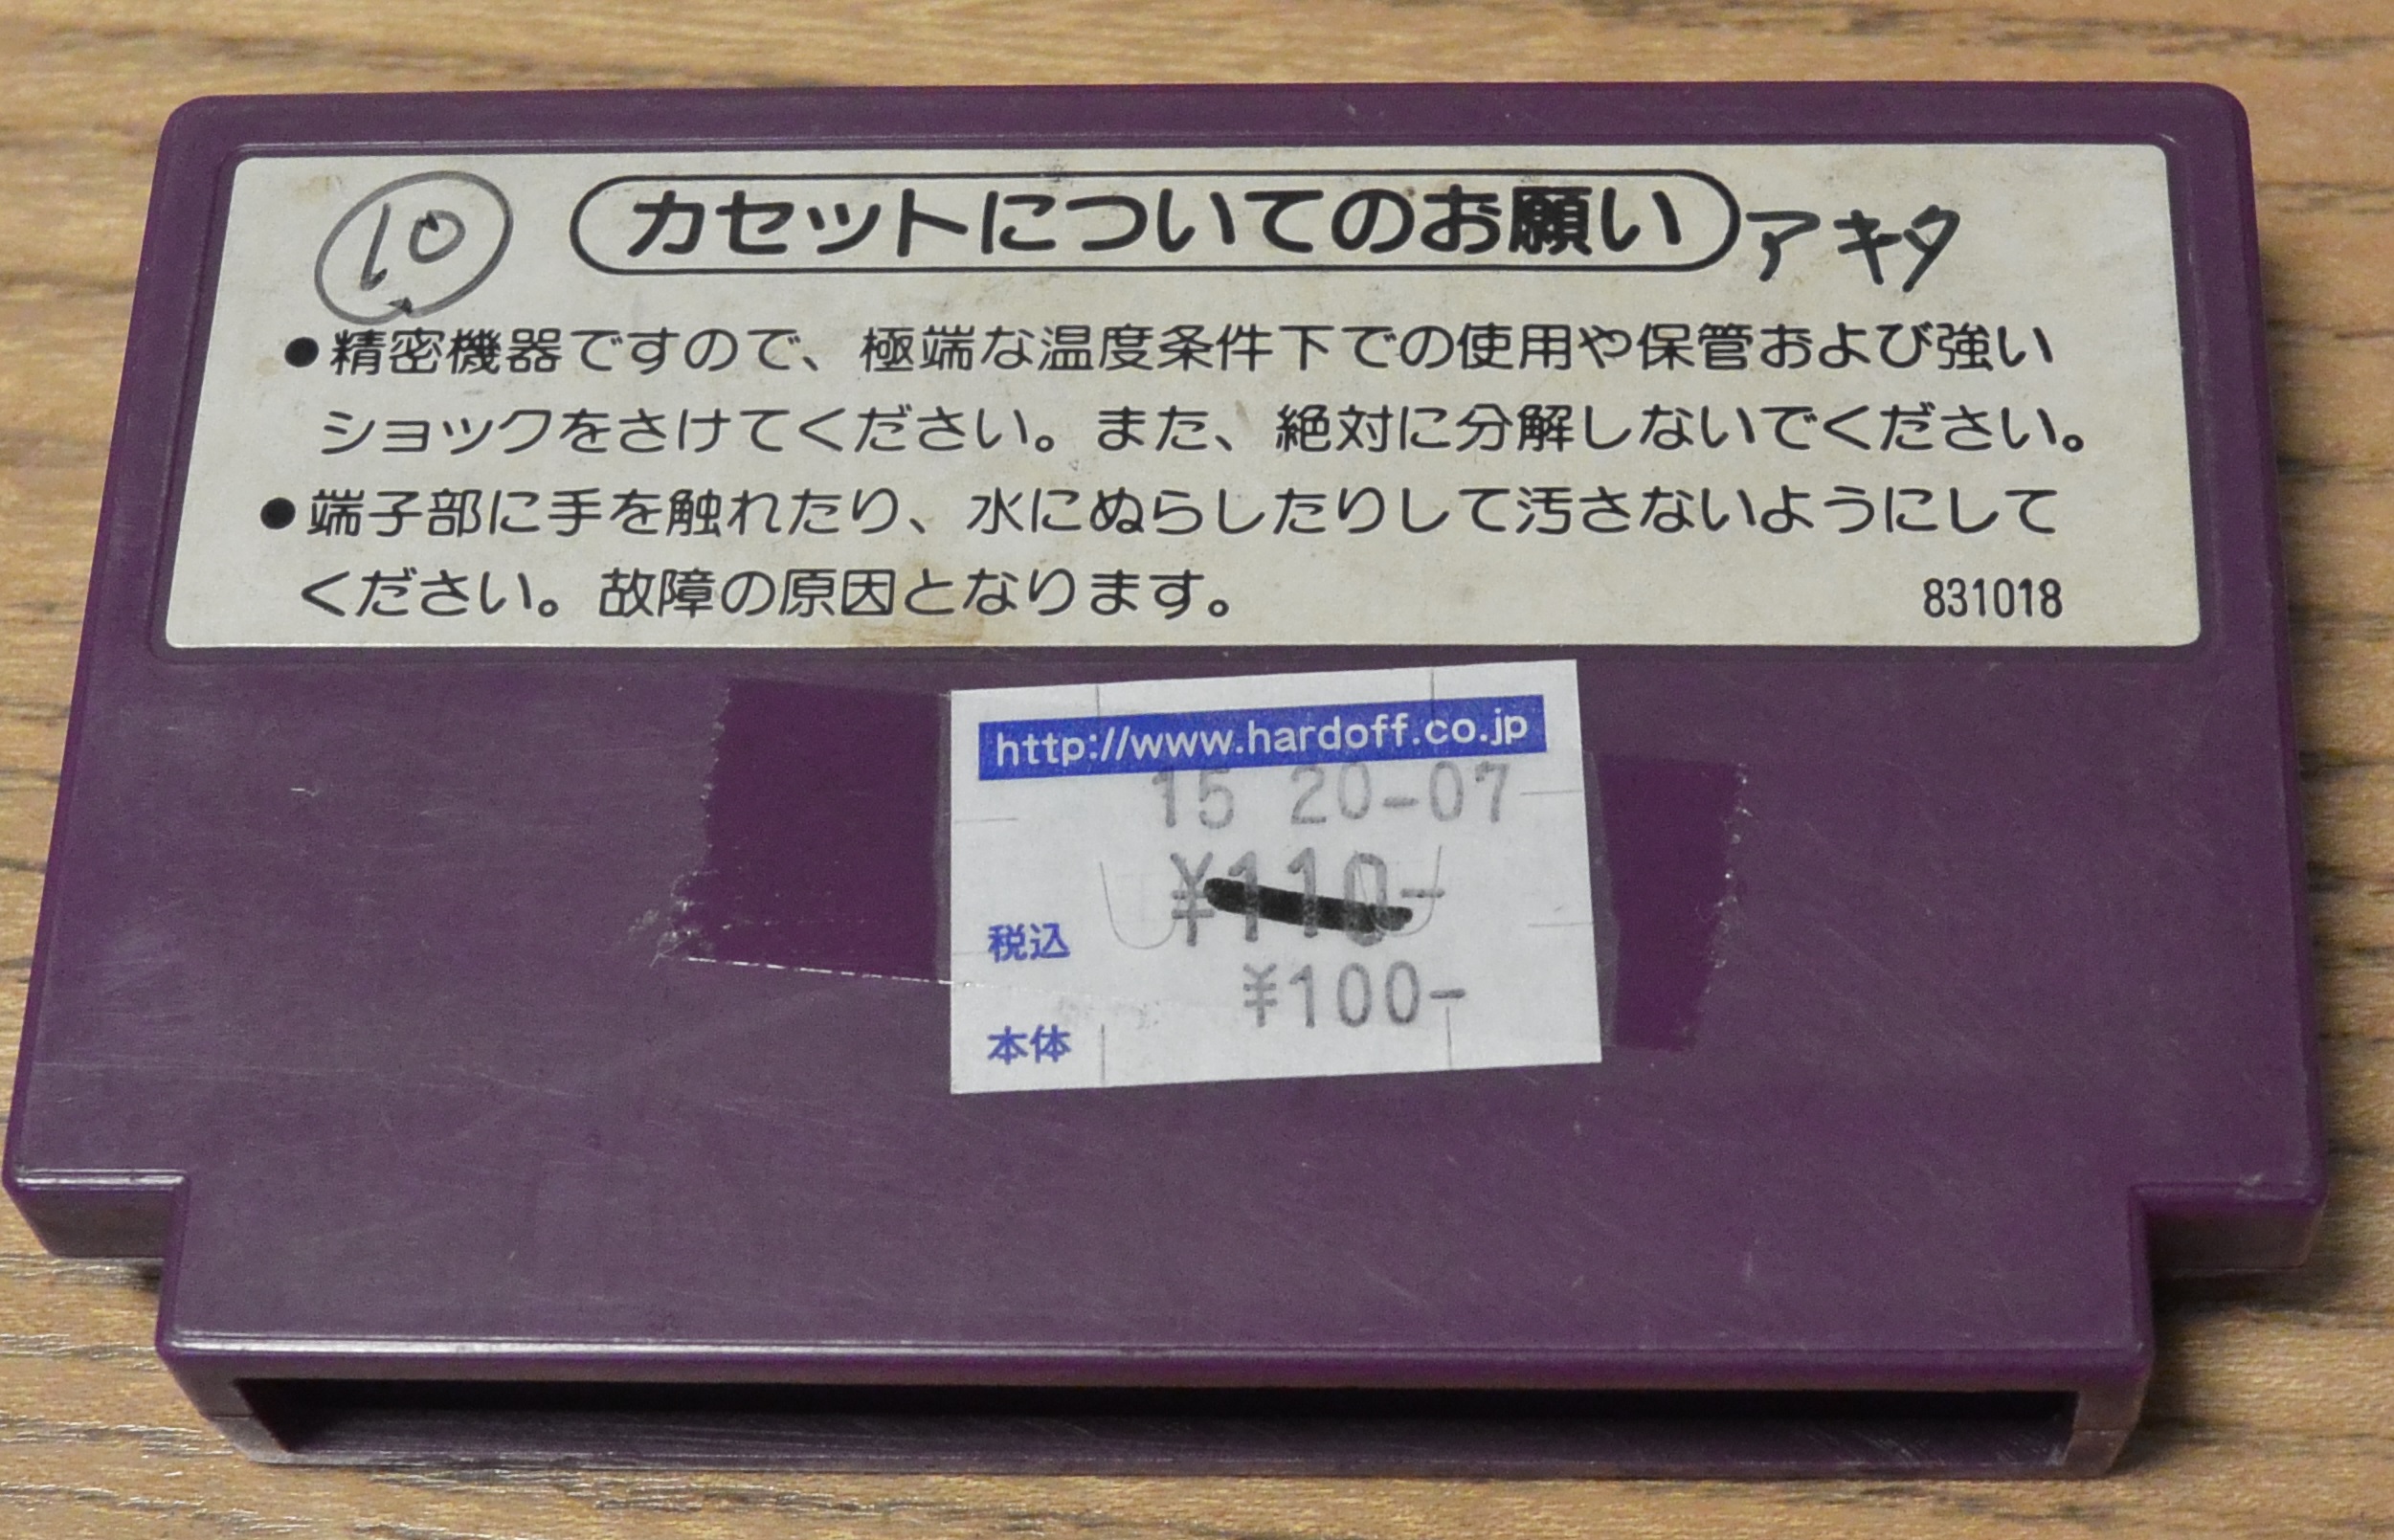 10
カセットについてのお願い アキタ
●精密機器ですので、極端な温度条件下での使用や保管および強い
ショックをさけてください。また、絶対に分解しないでください。
●端子部に手を触れたり、水にぬらしたりして汚さないようにして
ください。故障の原因となります。 831018
http://www.hardoff.co.jp
15 20-07
税込 ¥110-
本体 ¥100-